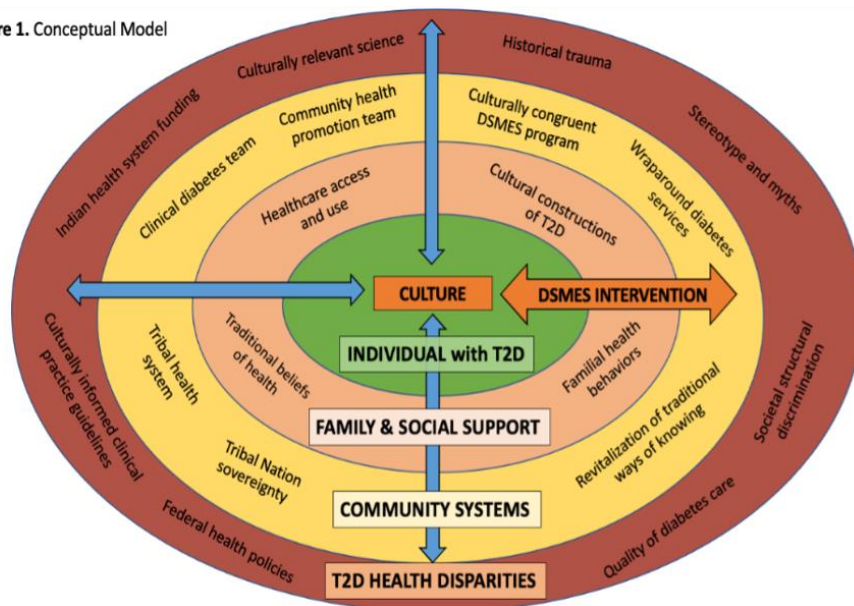 re 1. Conceptual Model
Culturally relevant science
Historical trauma
Indian health system funding
Stereotype and myths
Community health
promotion team
Culturally congruent
DSMES program
Clinical diabetes team
Wraparound diabetes
services
Healthcare access
and use
Cultural constructions
of T2D
CULTURE
DSMES INTERVENTION
INDIVIDUAL with T2D
Traditional beliefs
of health
Familial health
behaviors
Tribal health
system
Culturally informed clinical
practice guidelines
Societal structural
discrimination
FAMILY & SOCIAL SUPPORT
Revitalization of traditional
ways of knowing
Tribal Nation
sovereignty
COMMUNITY SYSTEMS
Federal health policies
Quality of diabetes care
T2D HEALTH DISPARITIES